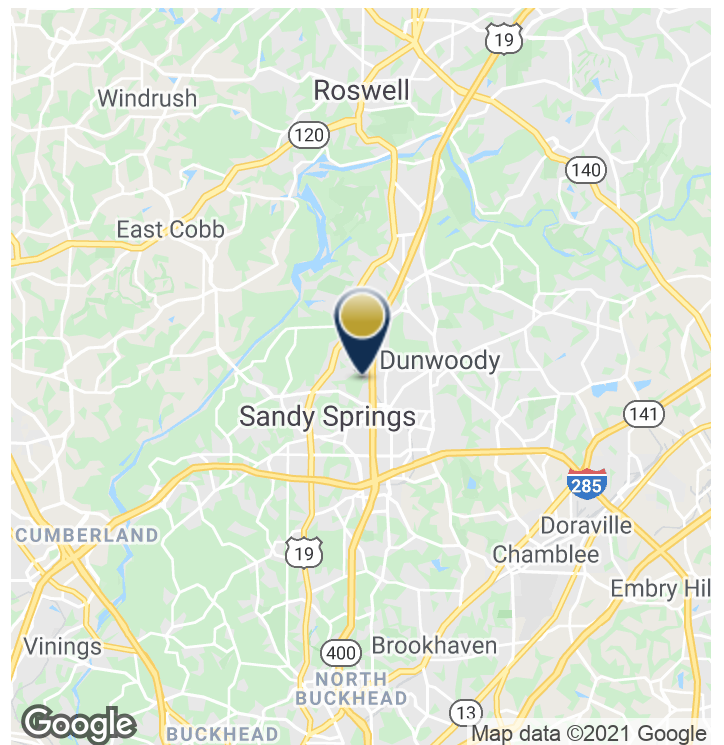 19
Roswell
Windrush
120
140
East Cobb
Dunwoody
Sandy Springs
141
285
Doraville
CUMBERLAND
Chamblee
19
Embry Hil
Vinings
Brookhaven
400
NORTH
BUCKHEAD
13
Google
BUCKHEAD
Map data ©2021 Google